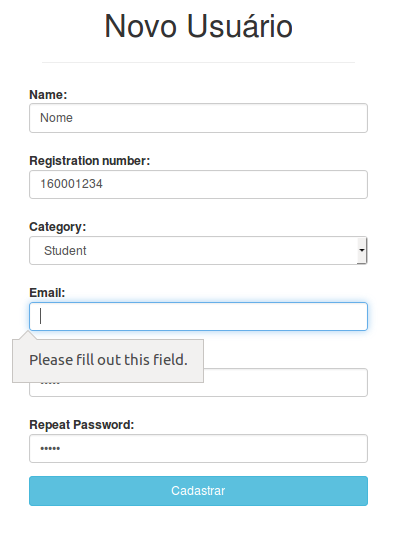 Novo Usuário
Name:
Nome
Registration number:
160001234
Category:
Student
Email:
Please fill out this field.
•••••
Repeat Password:
•••••
Cadastrar